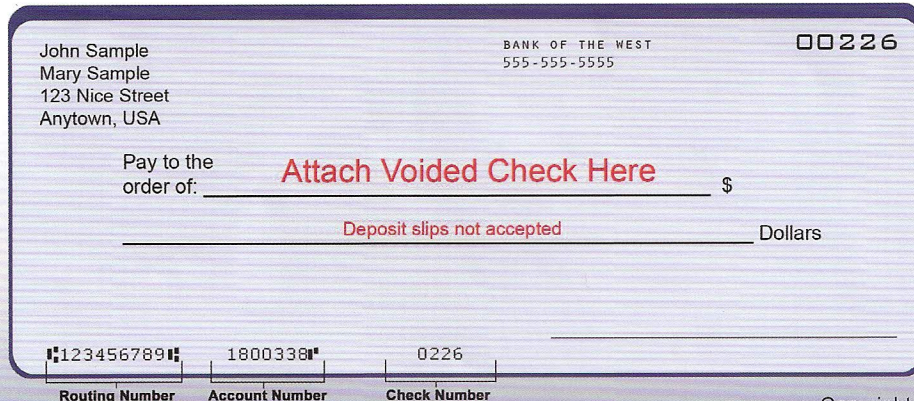 John Sample
Mary Sample
123 Nice Street
Anytown, USA
BANK OF THE WEST
555-555-5555
00226
Pay to the
order of: Attach Voided Check Here $
Deposit slips not accepted Dollars
⑆123456789⑆ 1800338⑈ 0226
Routing Number Account Number Check Number